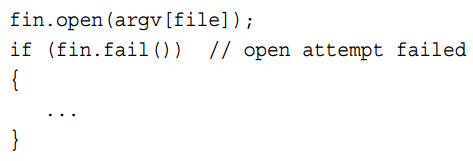 fin.open(argv[file]);
if (fin.fail())  // open attempt failed
{
   ...
}